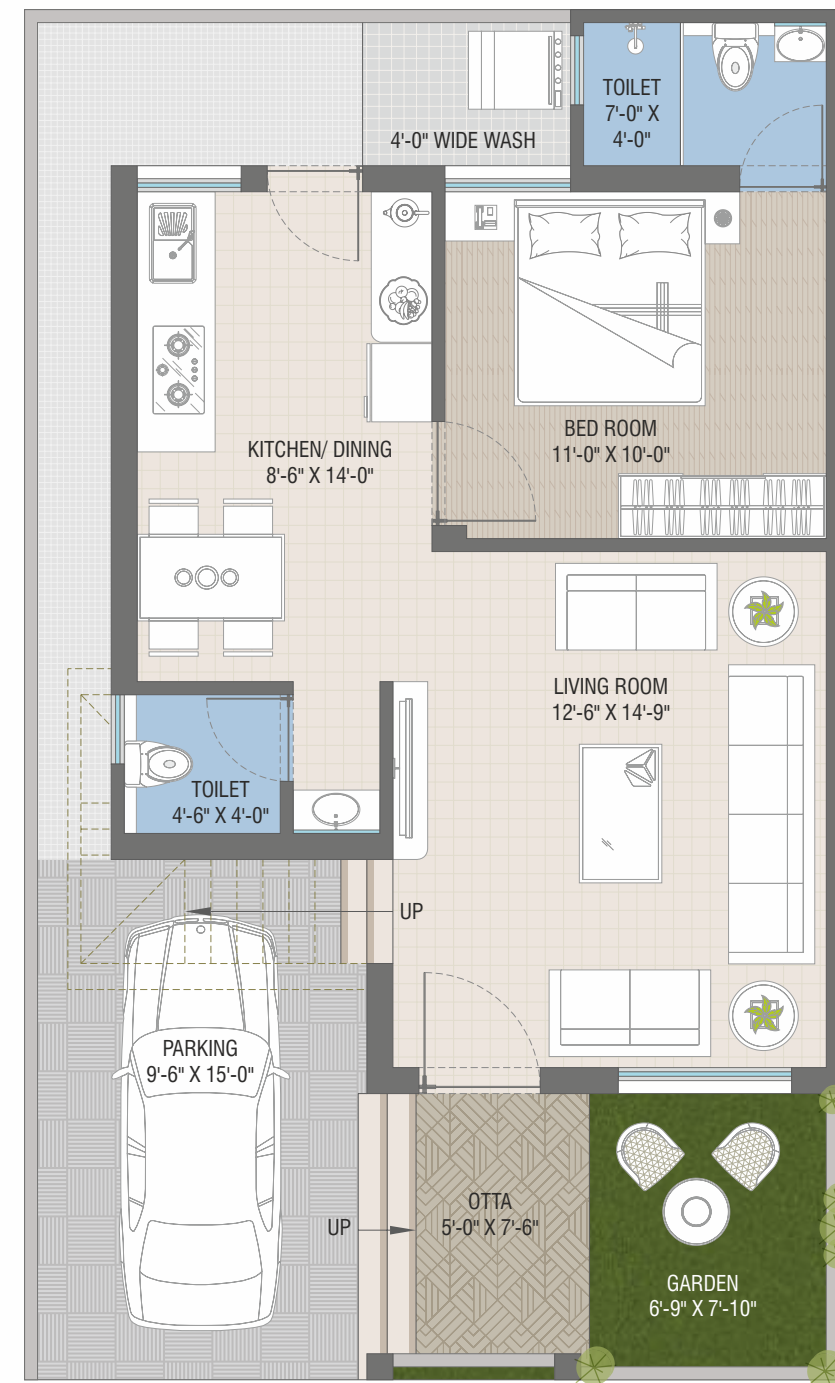 TOILET
7'-0" X
4'-0"
4'-0" WIDE WASH
BED ROOM
11'-0" X 10'-0"
KITCHEN/ DINING
8'-6" X 14'-0"
LIVING ROOM
12'-6" X 14'-9"
TOILET
4'-6" X 4'-0"
UP
PARKING
9'-6" X 15'-0"
OTTA
5'-0" X 7'-6"
UP
GARDEN
6'-9" X 7'-10"